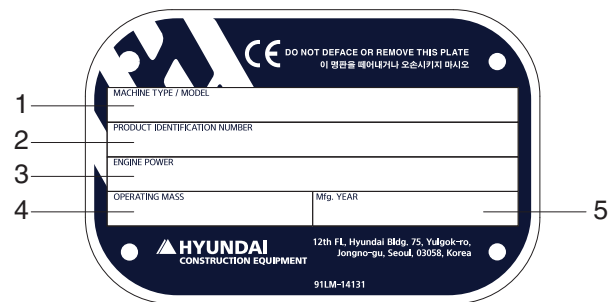 CE DO NOT DEFACE OR REMOVE THIS PLATE
이 명판을 떼어내거나 오손시키지 마시오
1 MACHINE TYPE / MODEL
2 PRODUCT IDENTIFICATION NUMBER
3 ENGINE POWER
4 OPERATING MASS Mfg. YEAR 5
HYUNDAI
CONSTRUCTION EQUIPMENT
12th FL, Hyundai Bldg. 75, Yulgok-ro,
Jongno-gu, Seoul, 03058, Korea
91LM-14131